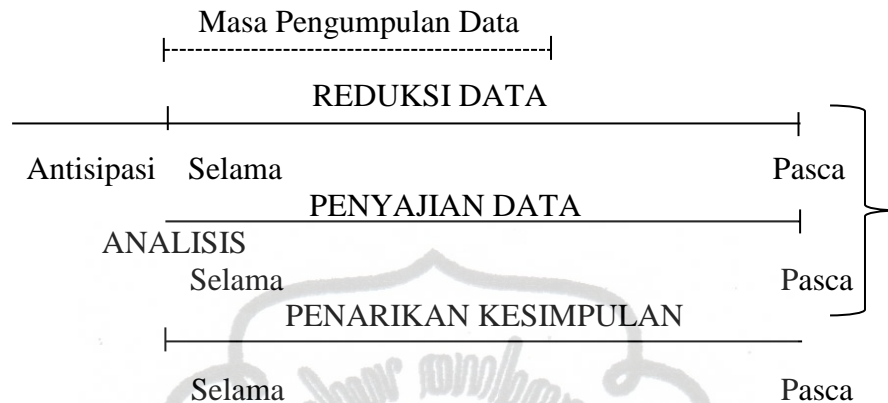 Masa Pengumpulan Data
REDUKSI DATA
Antisipasi Selama Pasca
PENYAJIAN DATA
ANALISIS
Selama Pasca
PENARIKAN KESIMPULAN
Selama Pasca